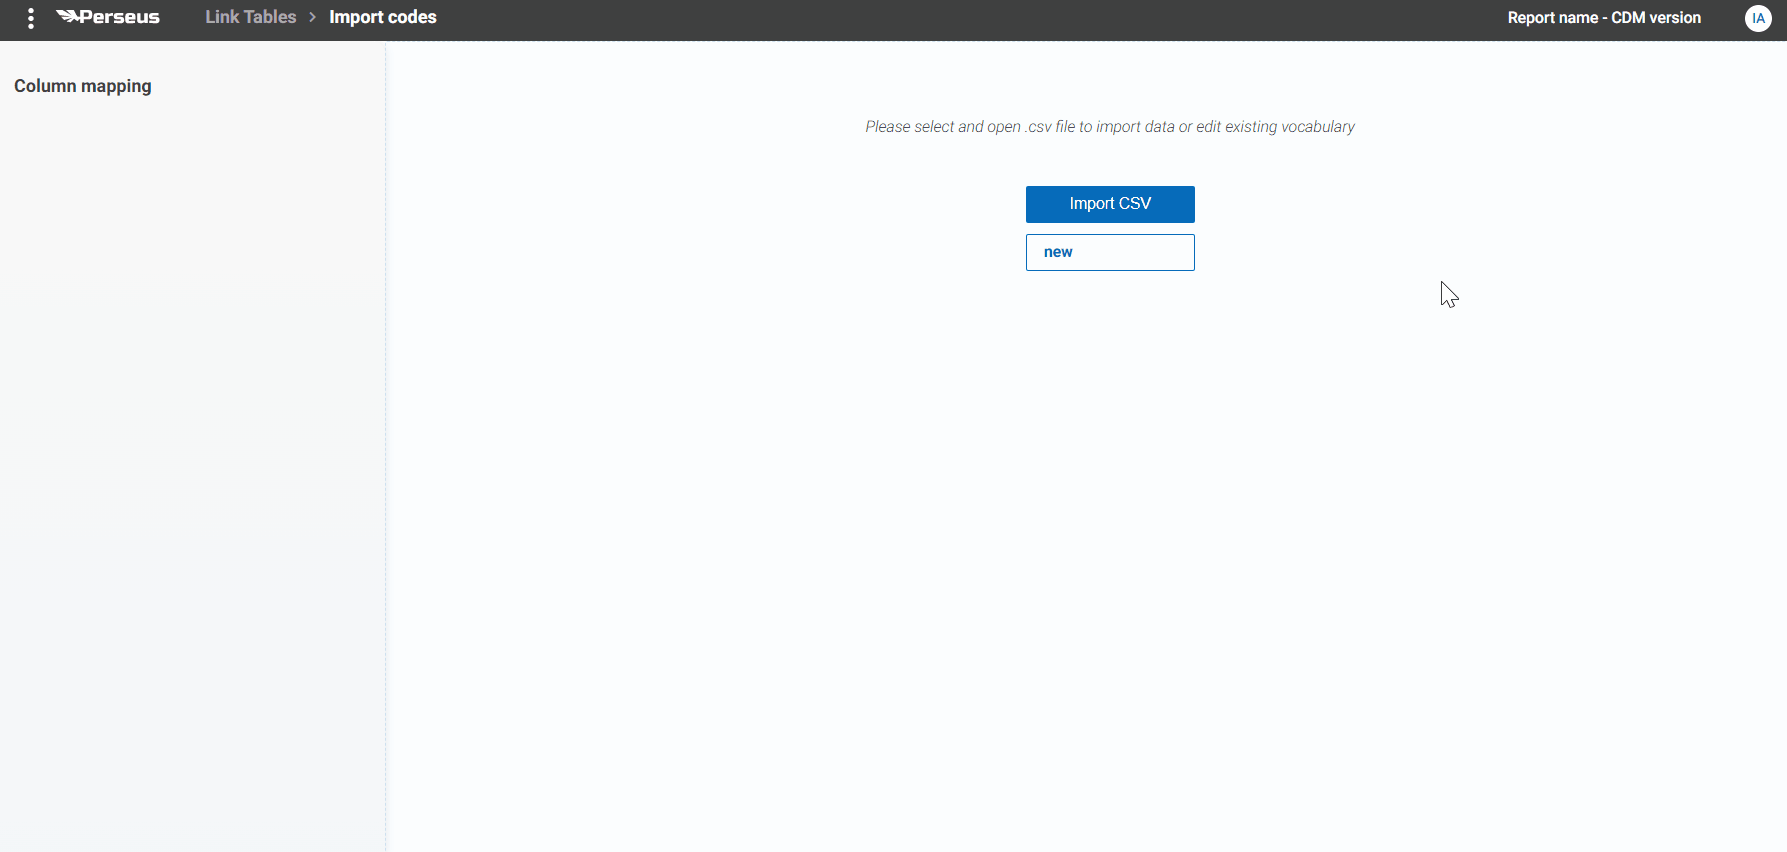 Perseus Link Tables > Import codes Report name - CDM version IA
Column mapping
Please select and open .csv file to import data or edit existing vocabulary
Import CSV
new